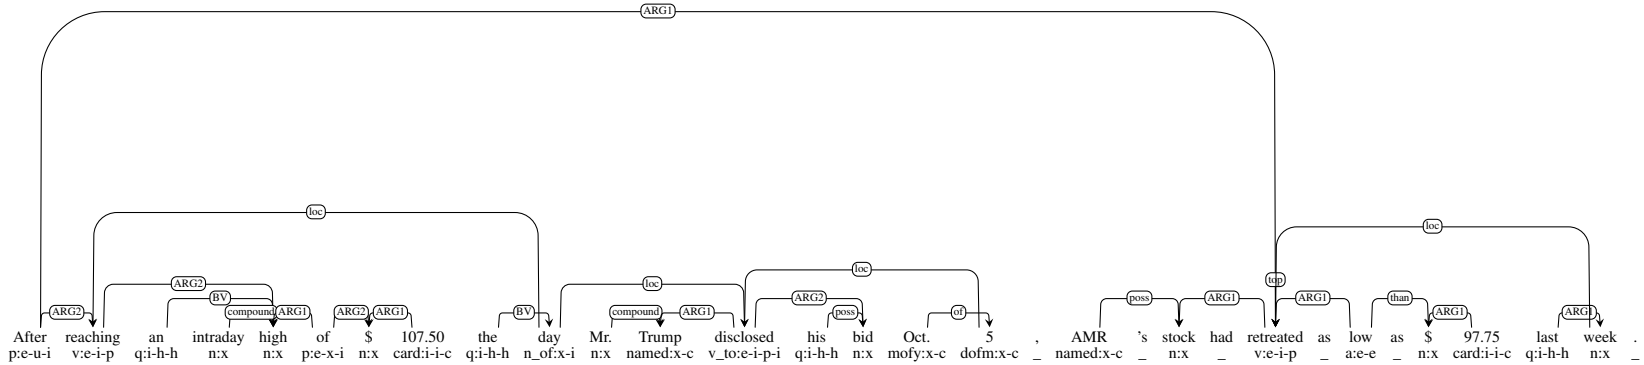 ARG1
loc
loc
loc
loc
top
ARG2
BV
ARG2
poss
ARG1
ARG1
than
ARG2
compound
ARG1
ARG2
ARG1
BV
compound
ARG1
poss
of
ARG1
ARG1
After reaching an intraday high of $ 107.50 the day Mr. Trump disclosed his bid Oct. 5 , AMR 's stock had retreated as low as $ 97.75 last week .
p:e-u-i v:e-i-p q:i-h-h n:x n:x p:e-x-i n:x card:i-i-c q:i-h-h n_of:x-i n:x named:x-c v_to:e-i-p-i q:i-h-h n:x mofy:x-c dofm:x-c _ named:x-c _ n:x _ v:e-i-p _ a:e-e _ n:x card:i-i-c q:i-h-h n:x _